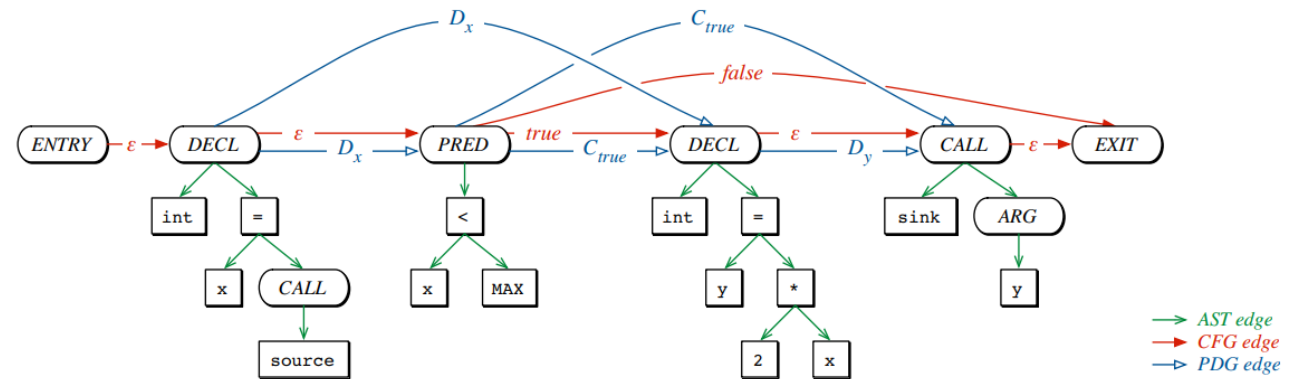 D_x
C_true
false
ENTRY ε DECL ε PRED true DECL ε CALL ε EXIT
D_x C_true D_y
int = < int = sink ARG
x CALL x MAX y * y
source 2 x
AST edge
CFG edge
PDG edge